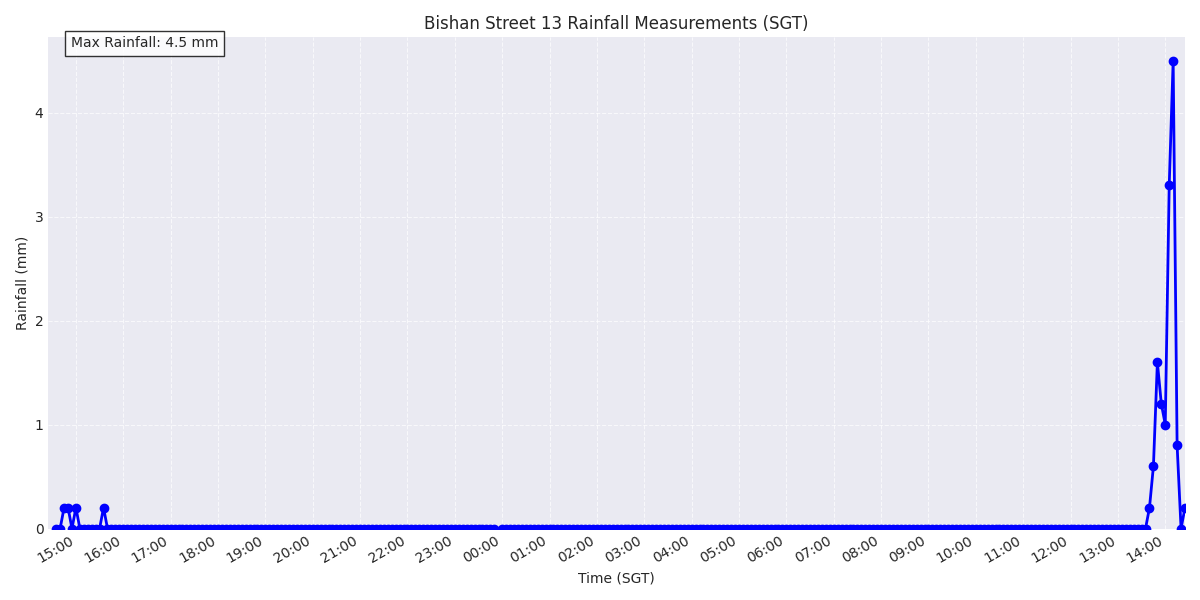 Bishan Street 13 Rainfall Measurements (SGT)
Max Rainfall: 4.5 mm
Rainfall (mm)
4
3
2
1
0
15:00 16:00 17:00 18:00 19:00 20:00 21:00 22:00 23:00 00:00 01:00 02:00 03:00 04:00 05:00 06:00 07:00 08:00 09:00 10:00 11:00 12:00 13:00 14:00
Time (SGT)